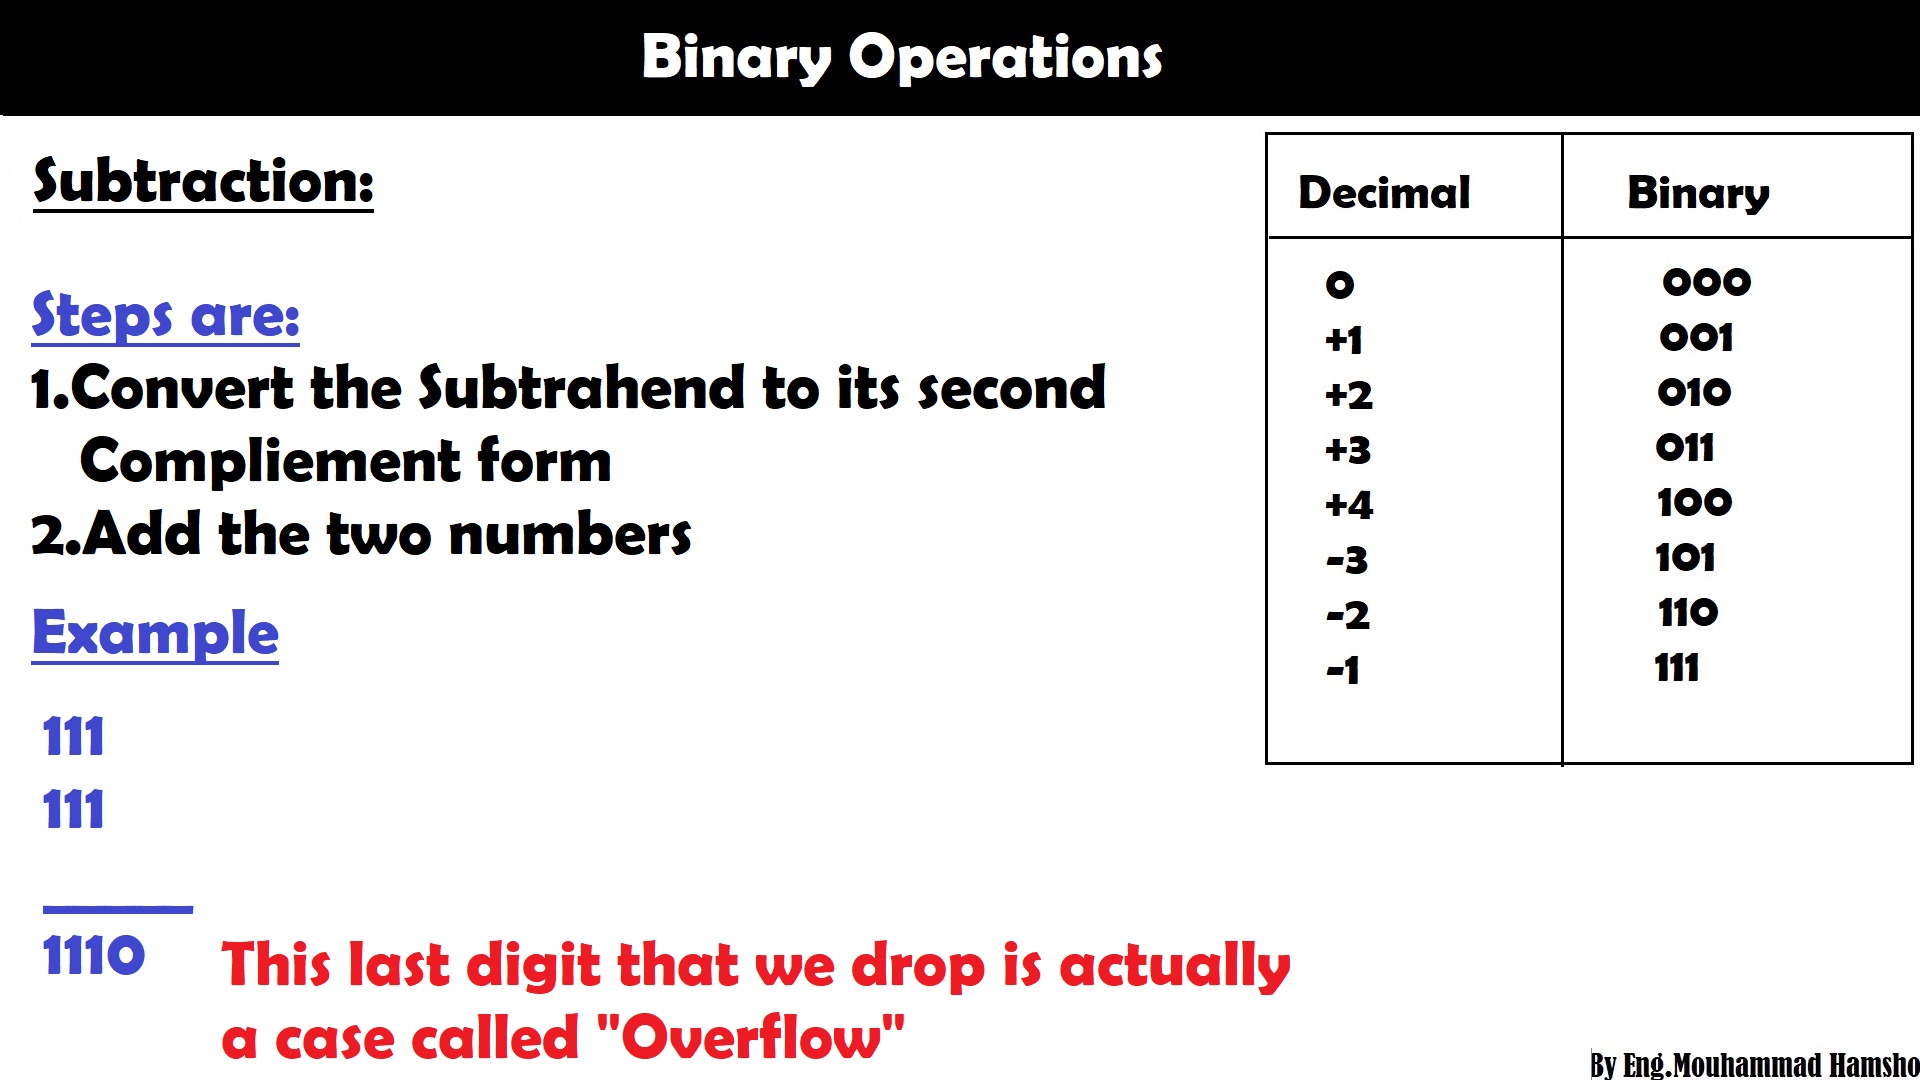 Binary Operations
Subtraction:
Steps are:
1.Convert the Subtrahend to its second
Compliement form
2.Add the two numbers
Example
111
111
1110
This last digit that we drop is actually
a case called "Overflow"
Decimal Binary
0 000
+1 001
+2 010
+3 011
+4 100
-3 101
-2 110
-1 111
By Eng.Mouhammad Hamsho